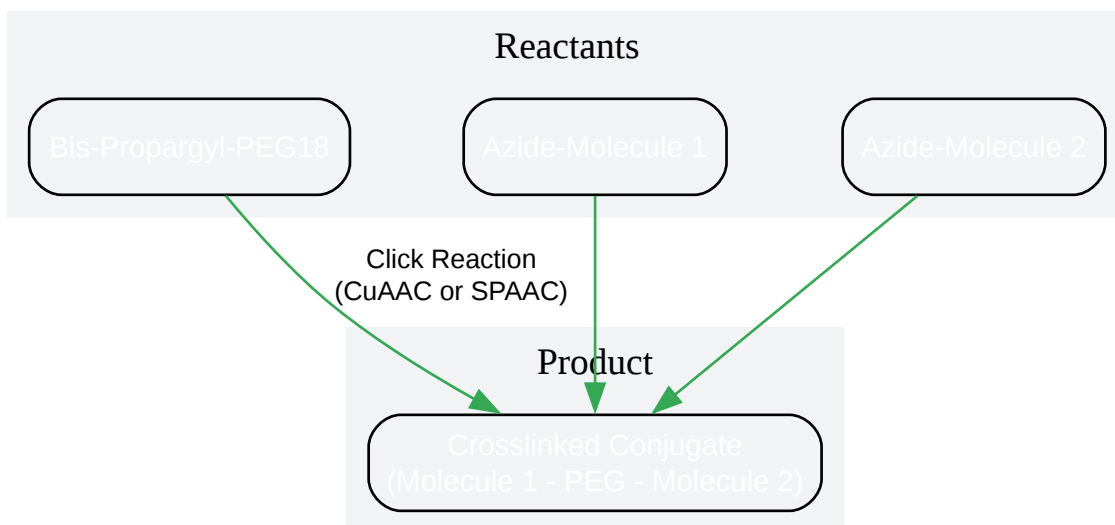 Reactants
Bis-Propargyl-PEG18
Azide-Molecule 1
Azide-Molecule 2
Click Reaction
(CuAAC or SPAAC)
Product
Crosslinked Conjugate
(Molecule 1 - PEG - Molecule 2)